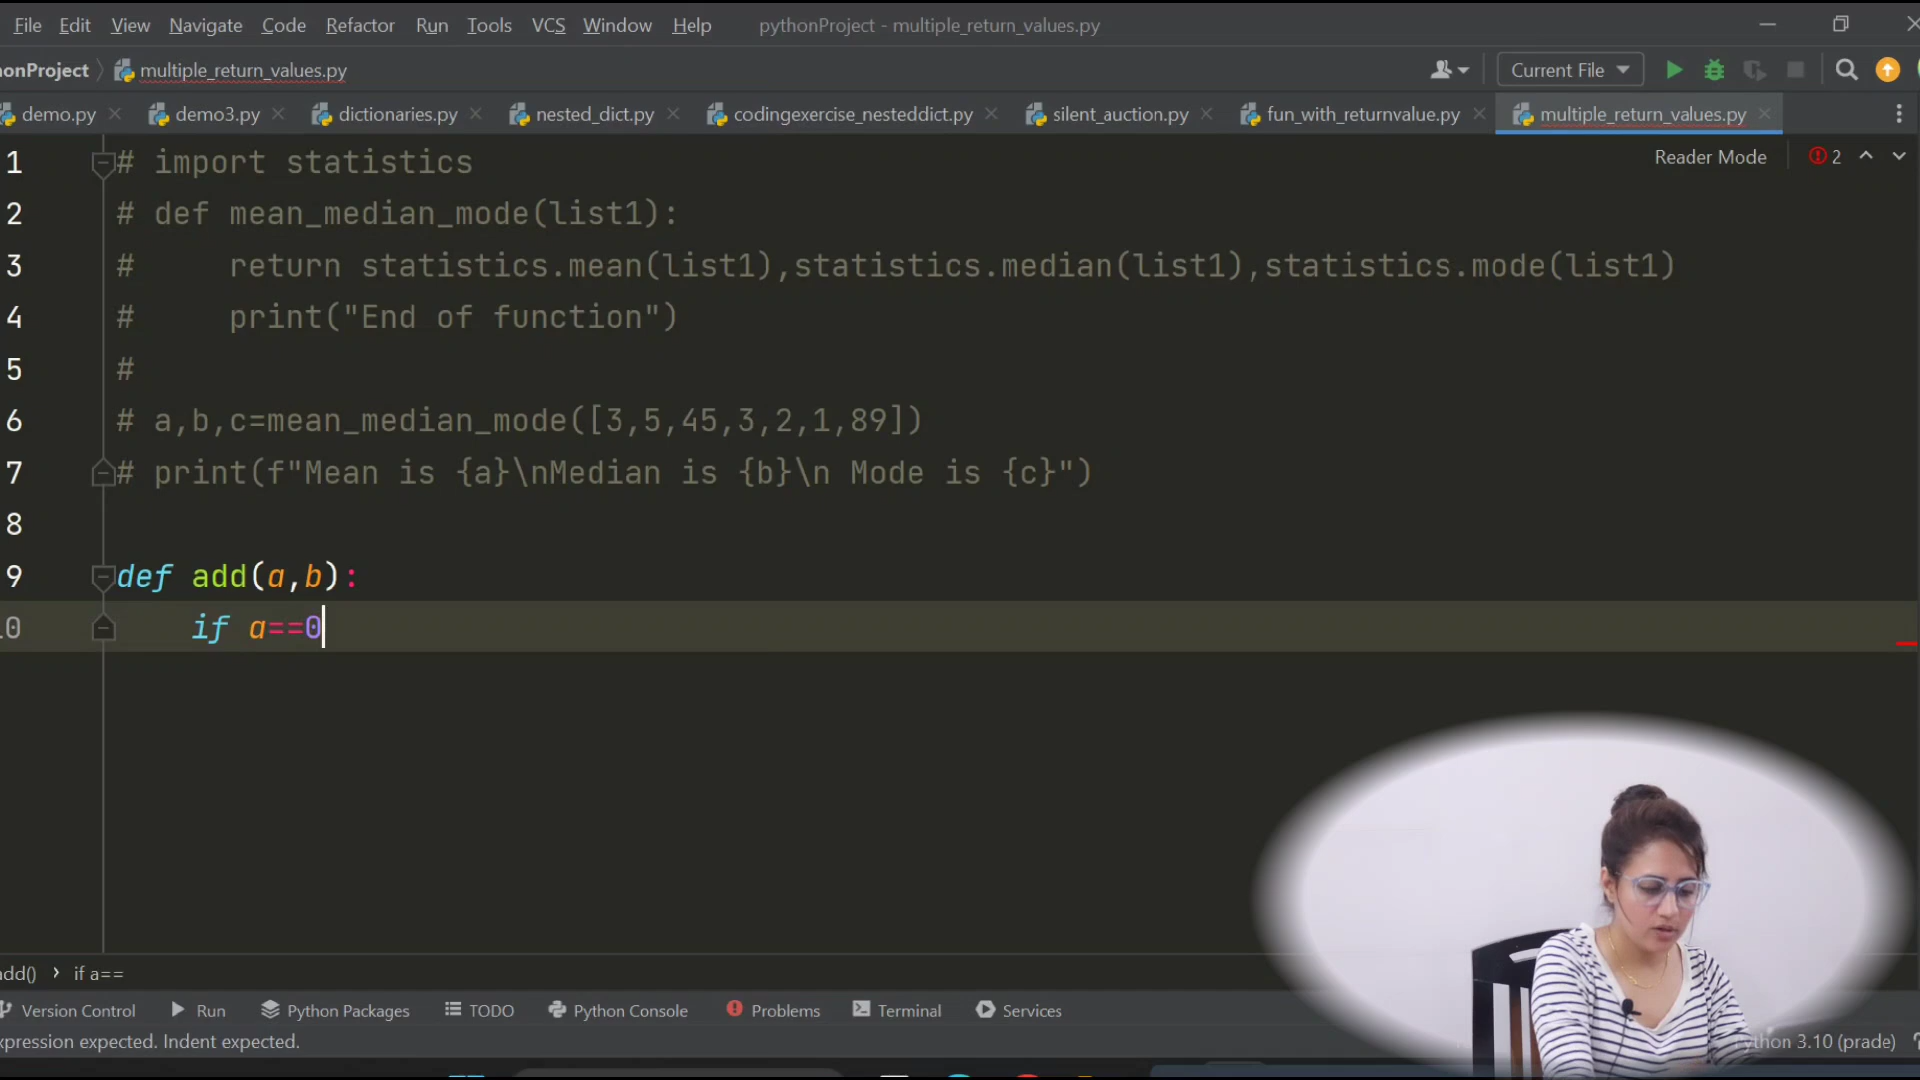 File Edit View Navigate Code Refactor Run Tools VCS Window Help pythonProject - multiple_return_values.py
onProject multiple_return_values.py Current File
demo.py demo3.py dictionaries.py nested_dict.py codingexercise_nesteddict.py silent_auction.py fun_with_returnvalue.py multiple_return_values.py
Reader Mode 2
1 # import statistics
2 # def mean_median_mode(list1):
3 #     return statistics.mean(list1),statistics.median(list1),statistics.mode(list1)
4 #     print("End of function")
5 #
6 # a,b,c=mean_median_mode([3,5,45,3,2,1,89])
7 # print(f"Mean is {a}\nMedian is {b}\n Mode is {c}")
8
9 def add(a,b):
10     if a==0
add() › if a==
Version Control Run Python Packages TODO Python Console Problems Terminal Services
xpression expected. Indent expected. Python 3.10 (prade)